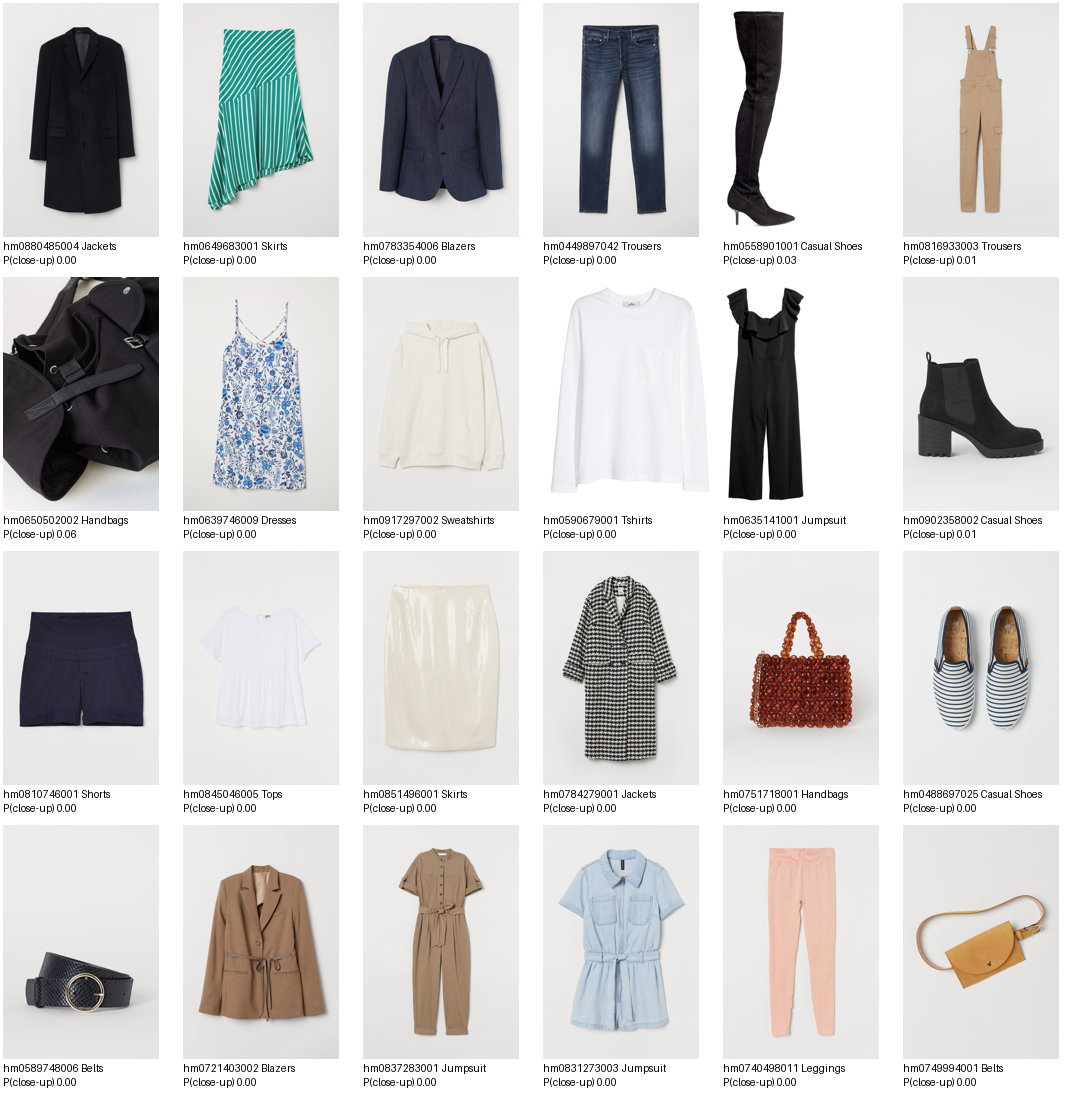 hm0880485004 Jackets
P(close-up) 0.00
hm0649683001 Skirts
P(close-up) 0.00
hm0783354006 Blazers
P(close-up) 0.00
hm0449897042 Trousers
P(close-up) 0.00
hm0558901001 Casual Shoes
P(close-up) 0.03
hm0816933003 Trousers
P(close-up) 0.01
hm0650502002 Handbags
P(close-up) 0.06
hm0639746009 Dresses
P(close-up) 0.00
hm0917297002 Sweatshirts
P(close-up) 0.00
hm0590679001 Tshirts
P(close-up) 0.00
hm0635141001 Jumpsuit
P(close-up) 0.00
hm0902358002 Casual Shoes
P(close-up) 0.01
hm0810746001 Shorts
P(close-up) 0.00
hm0845046005 Tops
P(close-up) 0.00
hm0851496001 Skirts
P(close-up) 0.00
hm0784279001 Jackets
P(close-up) 0.00
hm0751718001 Handbags
P(close-up) 0.00
hm0488697025 Casual Shoes
P(close-up) 0.00
hm0589748006 Belts
P(close-up) 0.00
hm0721403002 Blazers
P(close-up) 0.00
hm0837283001 Jumpsuit
P(close-up) 0.00
hm0831273003 Jumpsuit
P(close-up) 0.00
hm0740498011 Leggings
P(close-up) 0.00
hm0749994001 Belts
P(close-up) 0.00